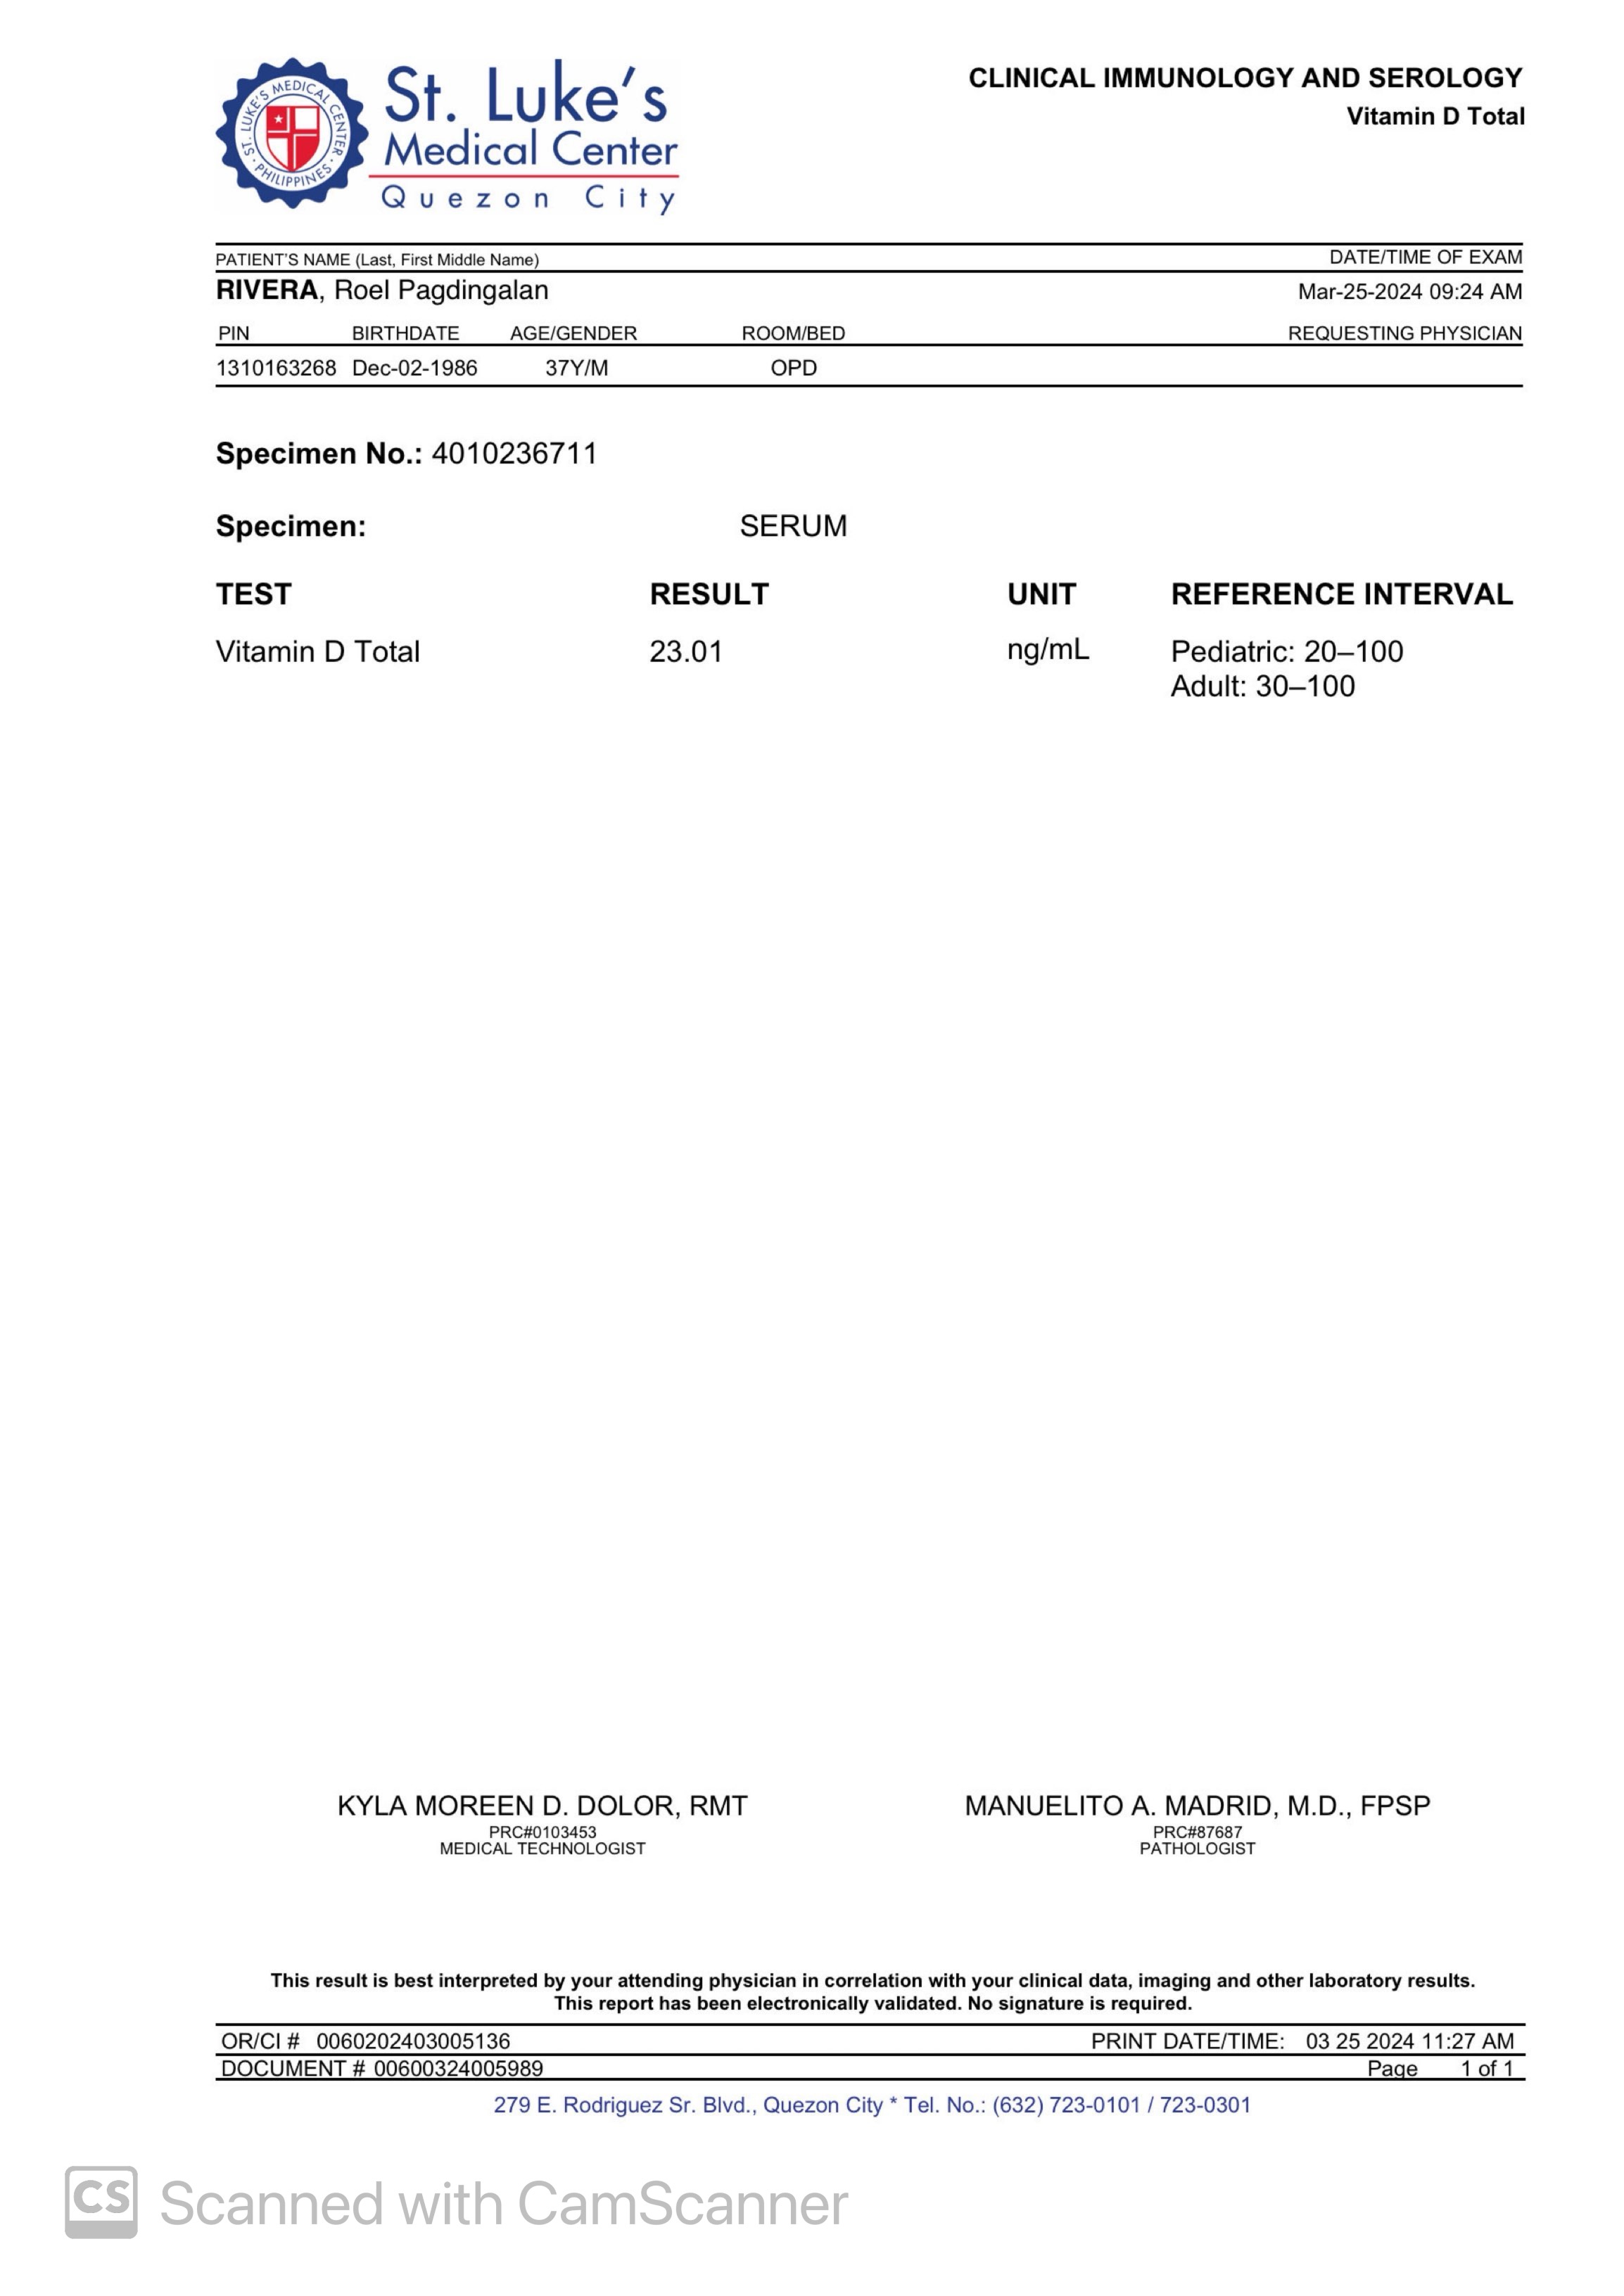 ST. LUKE'S MEDICAL CENTER · PHILIPPINES ·
St. Luke's
Medical Center
Quezon City
CLINICAL IMMUNOLOGY AND SEROLOGY
Vitamin D Total
PATIENT'S NAME (Last, First Middle Name) DATE/TIME OF EXAM
RIVERA, Roel Pagdingalan Mar-25-2024 09:24 AM
PIN BIRTHDATE AGE/GENDER ROOM/BED REQUESTING PHYSICIAN
1310163268 Dec-02-1986 37Y/M OPD
Specimen No.: 4010236711
Specimen: SERUM
TEST RESULT UNIT REFERENCE INTERVAL
Vitamin D Total 23.01 ng/mL Pediatric: 20–100
Adult: 30–100
KYLA MOREEN D. DOLOR, RMT MANUELITO A. MADRID, M.D., FPSP
PRC#0103453 PRC#87687
MEDICAL TECHNOLOGIST PATHOLOGIST
This result is best interpreted by your attending physician in correlation with your clinical data, imaging and other laboratory results.
This report has been electronically validated. No signature is required.
OR/CI # 0060202403005136 PRINT DATE/TIME: 03 25 2024 11:27 AM
DOCUMENT # 00600324005989 Page 1 of 1
279 E. Rodriguez Sr. Blvd., Quezon City * Tel. No.: (632) 723-0101 / 723-0301
CS Scanned with CamScanner